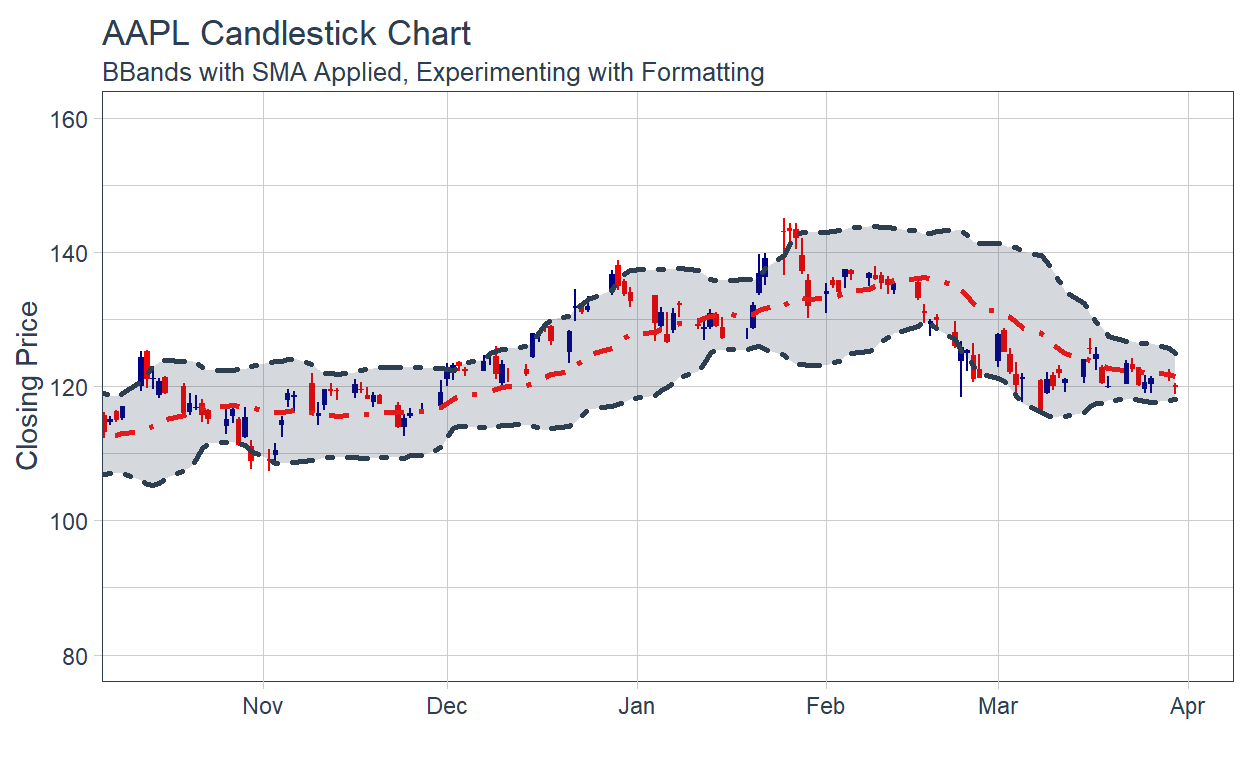 AAPL Candlestick Chart
BBands with SMA Applied, Experimenting with Formatting
Closing Price
160
140
120
100
80
Nov Dec Jan Feb Mar Apr